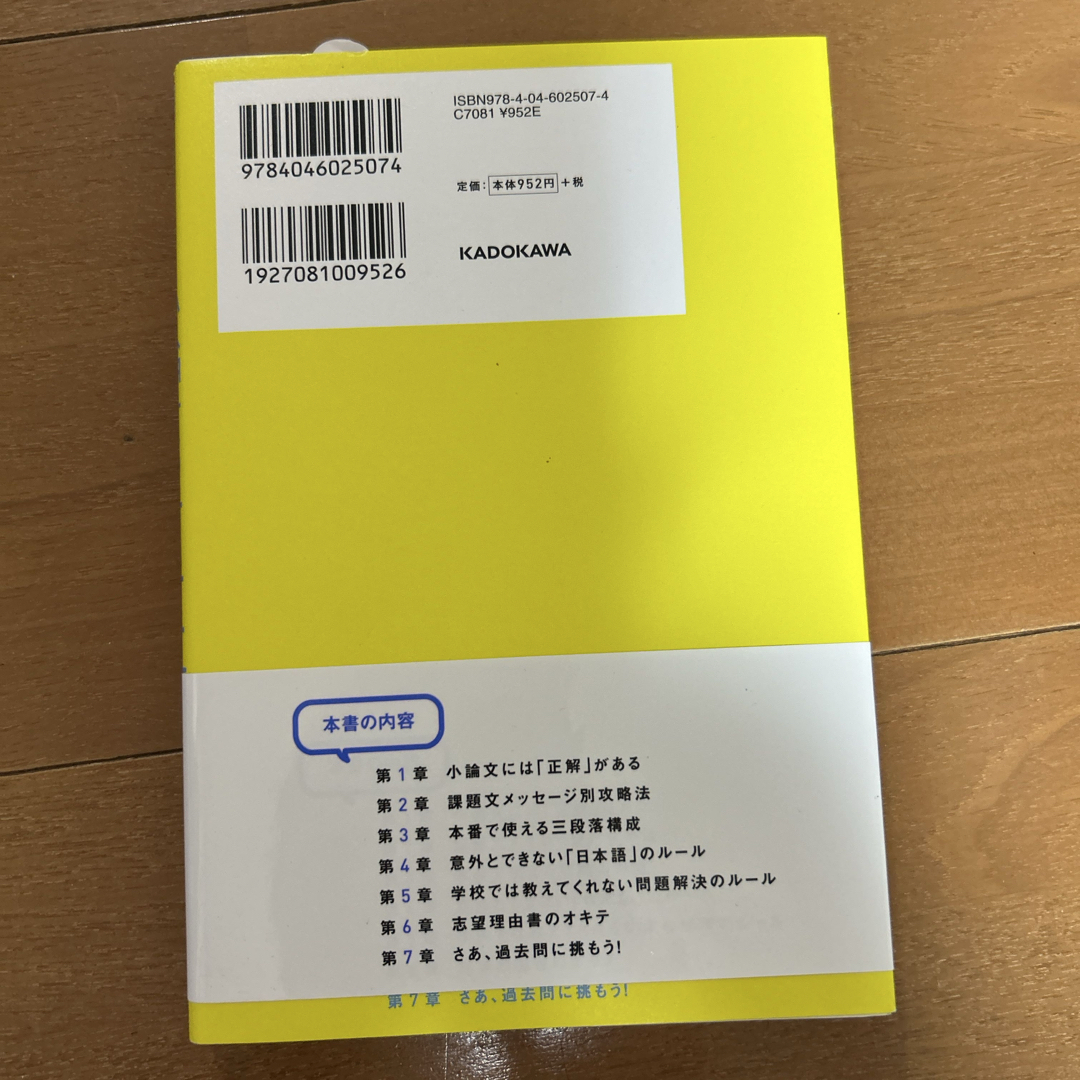 ISBN978-4-04-602507-4
C7081 ¥952E
9784046025074
定価：本体952円＋税
1927081009526
KADOKAWA
本書の内容
第1章 小論文には「正解」がある
第2章 課題文メッセージ別攻略法
第3章 本番で使える三段落構成
第4章 意外とできない「日本語」のルール
第5章 学校では教えてくれない問題解決のルール
第6章 志望理由書のオキテ
第7章 さあ、過去問に挑もう!
第7章 さあ、過去問に挑もう!